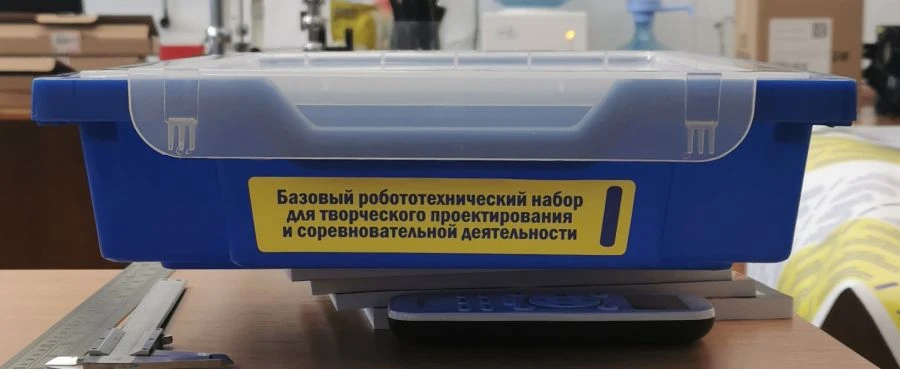 Базовый робототехнический набор
для творческого проектирования
и соревновательной деятельности